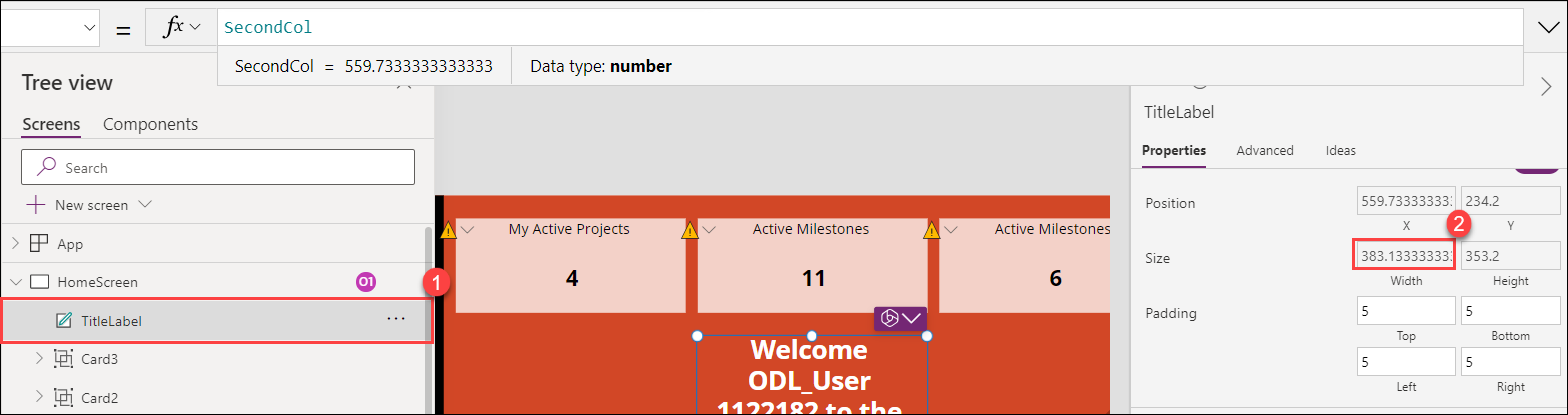 = fx SecondCol
SecondCol = 559.7333333333333 Data type: number
Tree view
Screens Components
Search
New screen
App
HomeScreen O1
1
TitleLabel ...
Card3
Card2
My Active Projects
4
Active Milestones
11
Active Milestones
6
Welcome
ODL_User
1122182 to the
TitleLabel
Properties Advanced Ideas
Position 559.73333333 234.2
X Y
2
Size 383.13333333 353.2
Width Height
Padding 5 5
Top Bottom
5 5
Left Right